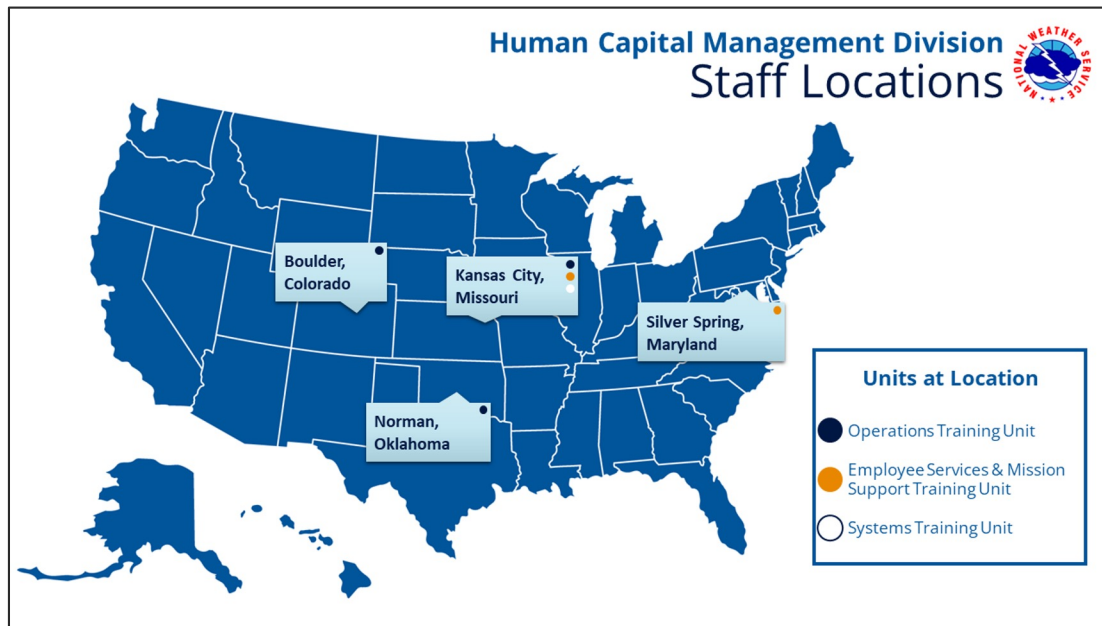 Human Capital Management Division
Staff Locations
NATIONAL WEATHER SERVICE
Boulder,
Colorado
Kansas City,
Missouri
Silver Spring,
Maryland
Norman,
Oklahoma
Units at Location
Operations Training Unit
Employee Services & Mission
Support Training Unit
Systems Training Unit